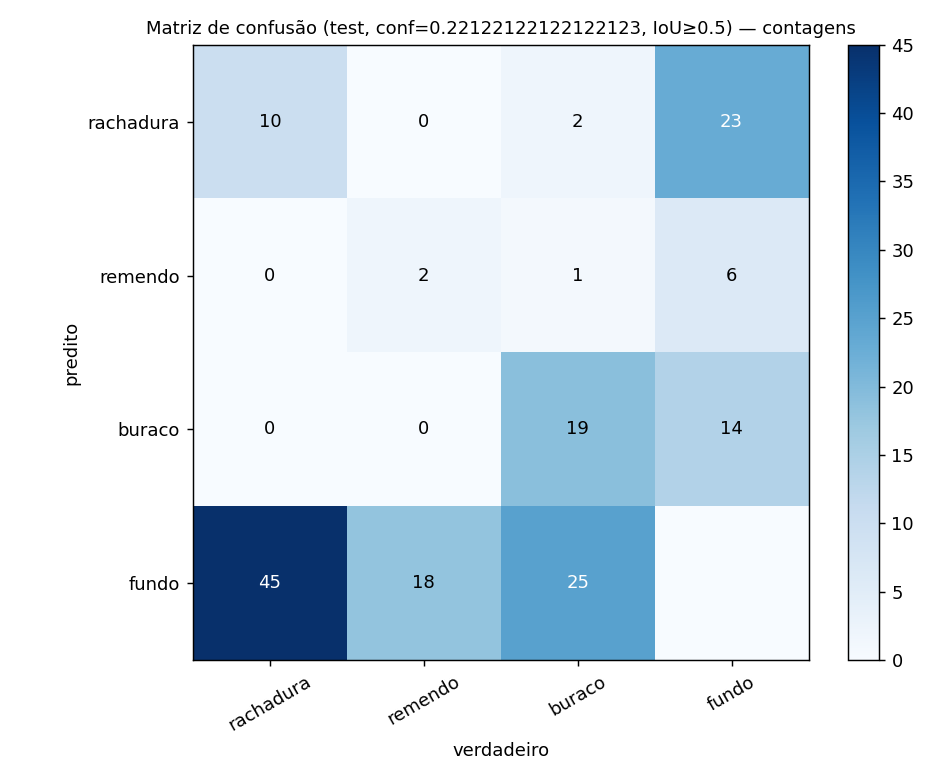 Matriz de confusão (test, conf=0.22122122122122123, IoU≥0.5) — contagens
rachadura 10 0 2 23
remendo 0 2 1 6
buraco 0 0 19 14
fundo 45 18 25
rachadura remendo buraco fundo
verdadeiro
predito
45
40
35
30
25
20
15
10
5
0